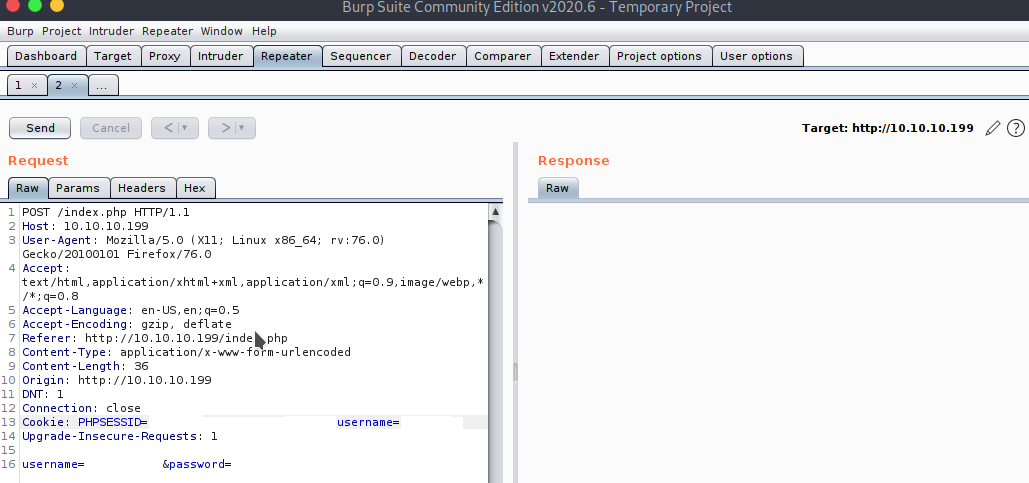 Burp Suite Community Edition v2020.6 - Temporary Project
Burp Project Intruder Repeater Window Help
Dashboard Target Proxy Intruder Repeater Sequencer Decoder Comparer Extender Project options User options
1 × 2 × ...
Send Cancel < | ▾ > | ▾ Target: http://10.10.10.199 ?
Request Response
Raw Params Headers Hex Raw
1 POST /index.php HTTP/1.1
2 Host: 10.10.10.199
3 User-Agent: Mozilla/5.0 (X11; Linux x86_64; rv:76.0)
Gecko/20100101 Firefox/76.0
4 Accept:
text/html,application/xhtml+xml,application/xml;q=0.9,image/webp,*
/*;q=0.8
5 Accept-Language: en-US,en;q=0.5
6 Accept-Encoding: gzip, deflate
7 Referer: http://10.10.10.199/index.php
8 Content-Type: application/x-www-form-urlencoded
9 Content-Length: 36
10 Origin: http://10.10.10.199
11 DNT: 1
12 Connection: close
13 Cookie: PHPSESSID= username=
14 Upgrade-Insecure-Requests: 1
15
16 username= &password=